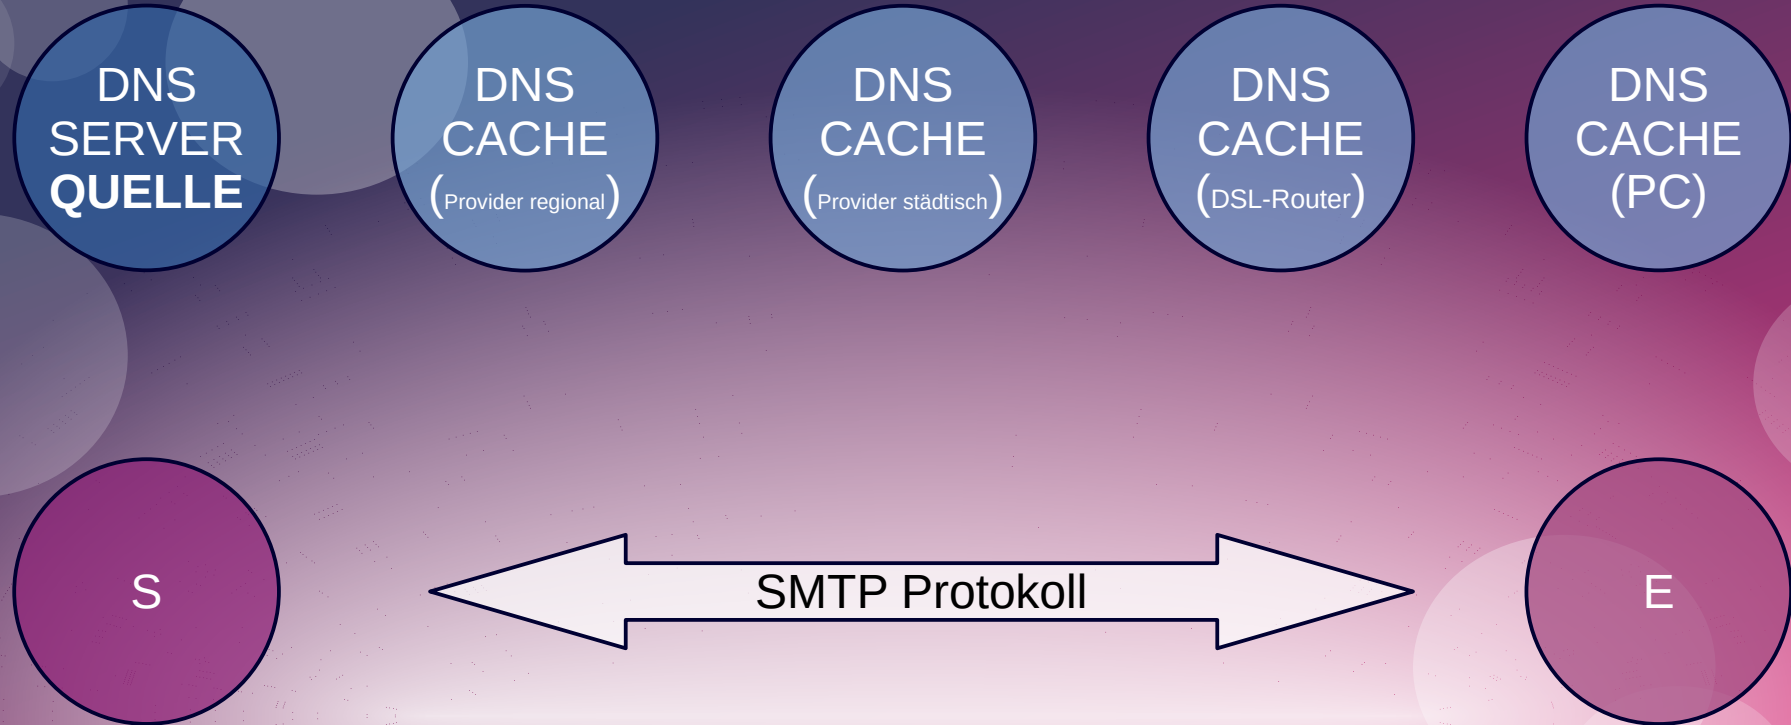 DNS
SERVER
QUELLE
DNS
CACHE
(Provider regional)
DNS
CACHE
(Provider städtisch)
DNS
CACHE
(DSL-Router)
DNS
CACHE
(PC)
S
SMTP Protokoll
E